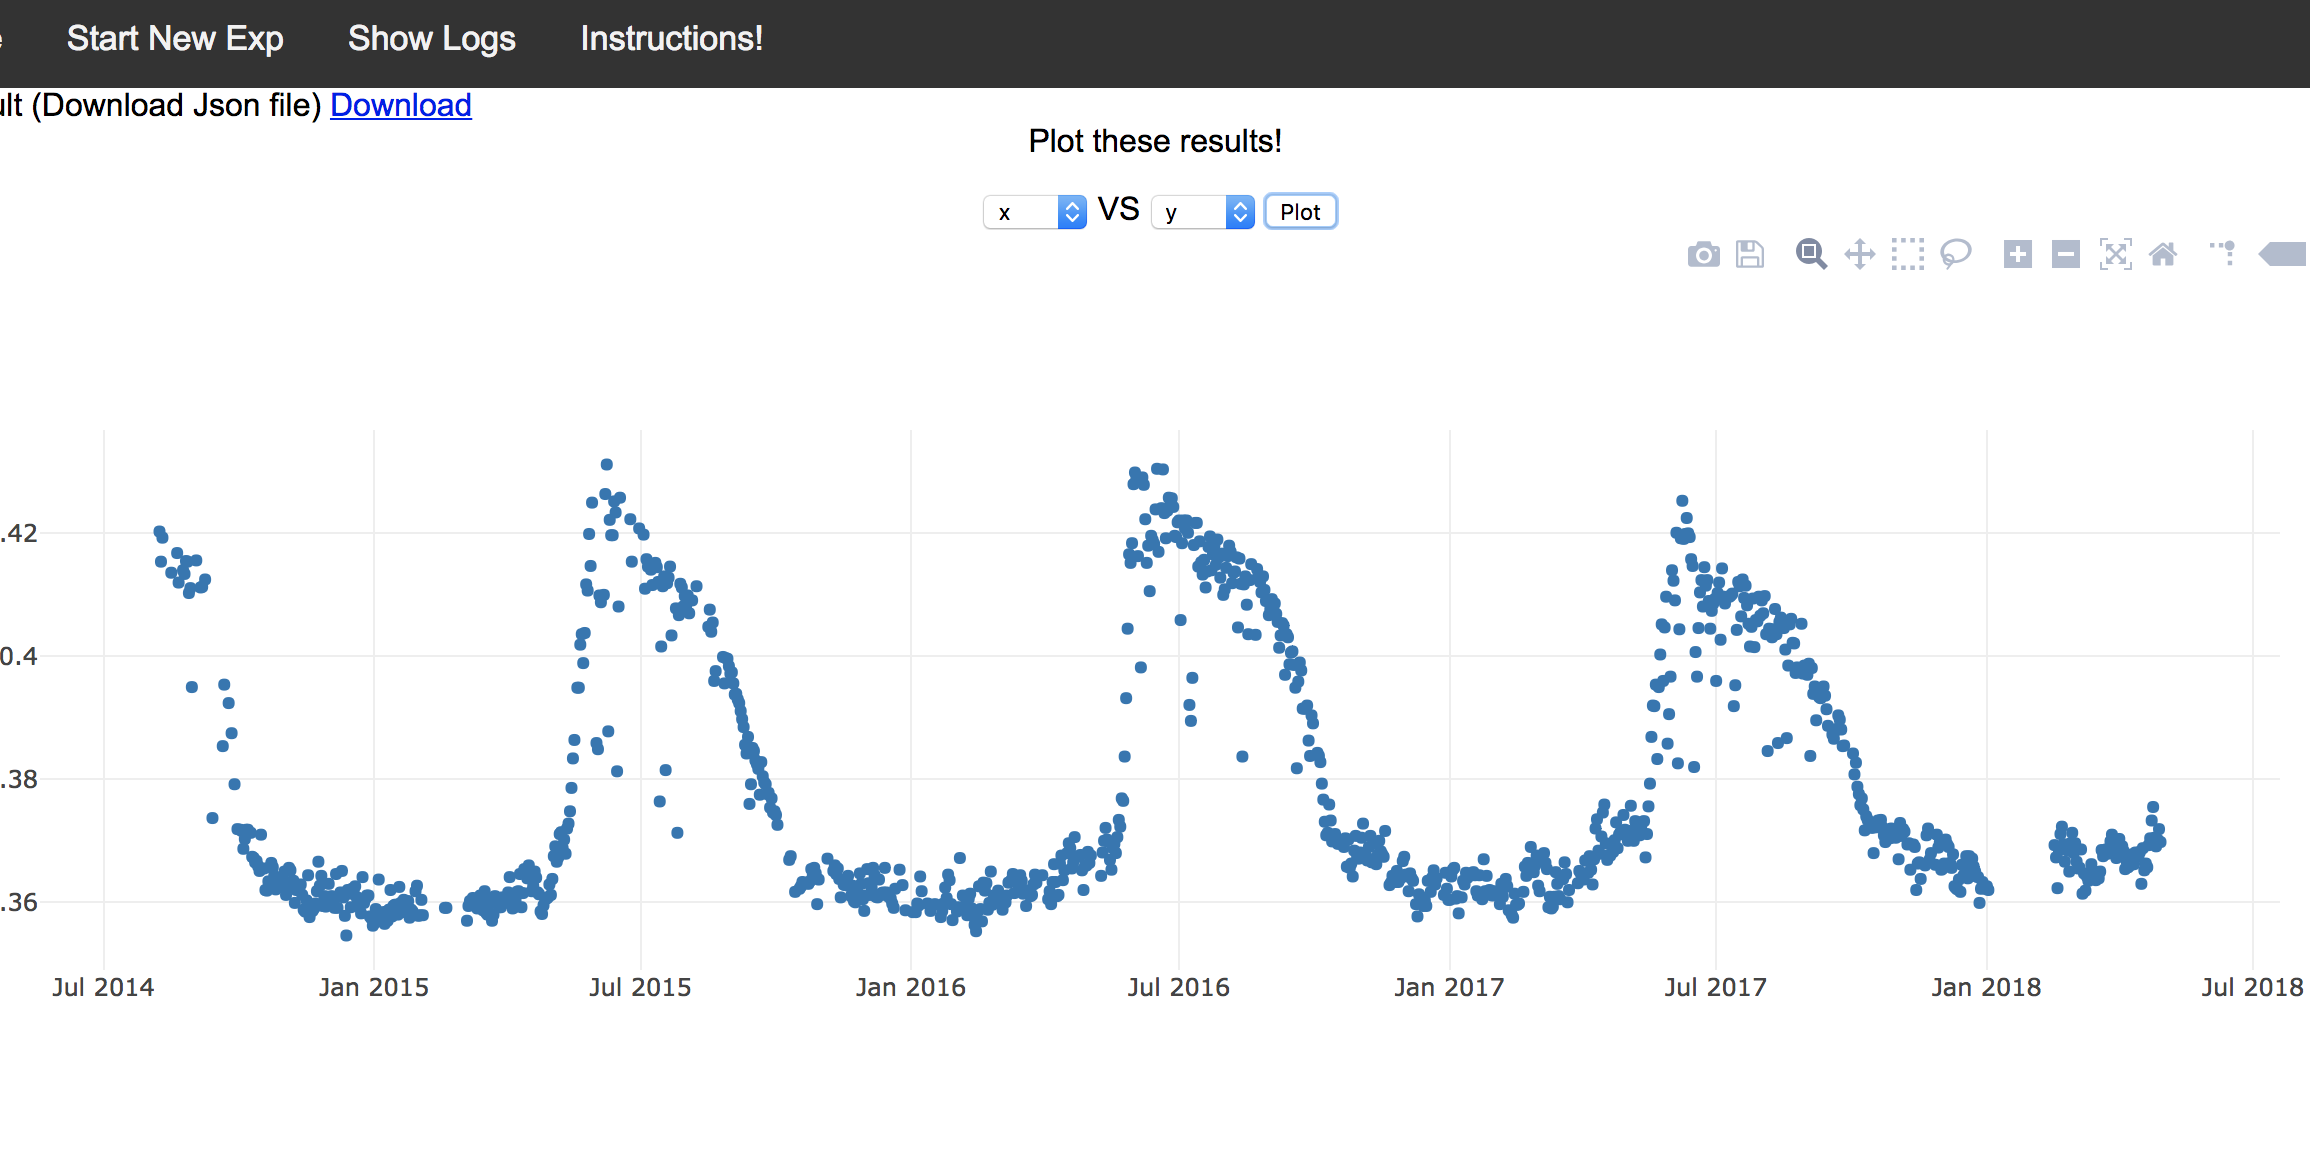 Start New Exp Show Logs Instructions!
ult (Download Json file) Download
Plot these results!
x VS y Plot
.42
0.4
.38
.36
Jul 2014 Jan 2015 Jul 2015 Jan 2016 Jul 2016 Jan 2017 Jul 2017 Jan 2018 Jul 2018